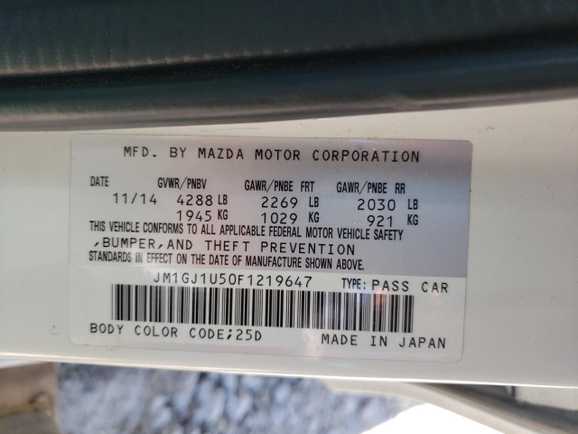 MFD. BY MAZDA MOTOR CORPORATION
DATE GVWR/PNBV GAWR/PNBE FRT GAWR/PNBE RR
11/14 4288 LB 2269 LB 2030 LB
1945 KG 1029 KG 921 KG
THIS VEHICLE CONFORMS TO ALL APPLICABLE FEDERAL MOTOR VEHICLE SAFETY
,BUMPER,AND THEFT PREVENTION
STANDARDS IN EFFECT ON THE DATE OF MANUFACTURE SHOWN ABOVE.
JM1GJ1U50F1219647 TYPE: PASS CAR
BODY COLOR CODE;25D MADE IN JAPAN